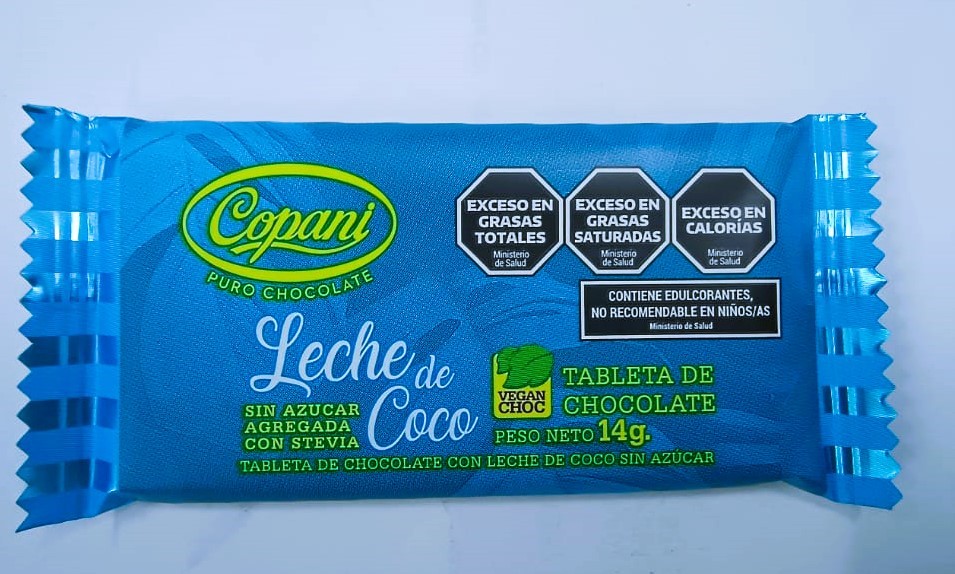 Copani
PURO CHOCOLATE
EXCESO EN
GRASAS
TOTALES
Ministerio
de Salud
EXCESO EN
GRASAS
SATURADAS
Ministerio
de Salud
EXCESO EN
CALORÍAS
Ministerio
de Salud
CONTIENE EDULCORANTES,
NO RECOMENDABLE EN NIÑOS/AS
Ministerio de Salud
Leche de
Coco
SIN AZUCAR
AGREGADA
CON STEVIA
VEGAN
CHOC
TABLETA DE
CHOCOLATE
PESO NETO 14g.
TABLETA DE CHOCOLATE CON LECHE DE COCO SIN AZÚCAR